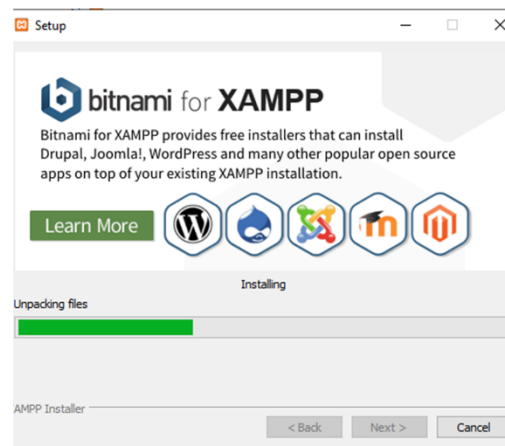 Setup
bitnami for XAMPP
Bitnami for XAMPP provides free installers that can install
Drupal, Joomla!, WordPress and many other popular open source
apps on top of your existing XAMPP installation.
Learn More
Installing
Unpacking files
AMPP Installer
< Back Next > Cancel